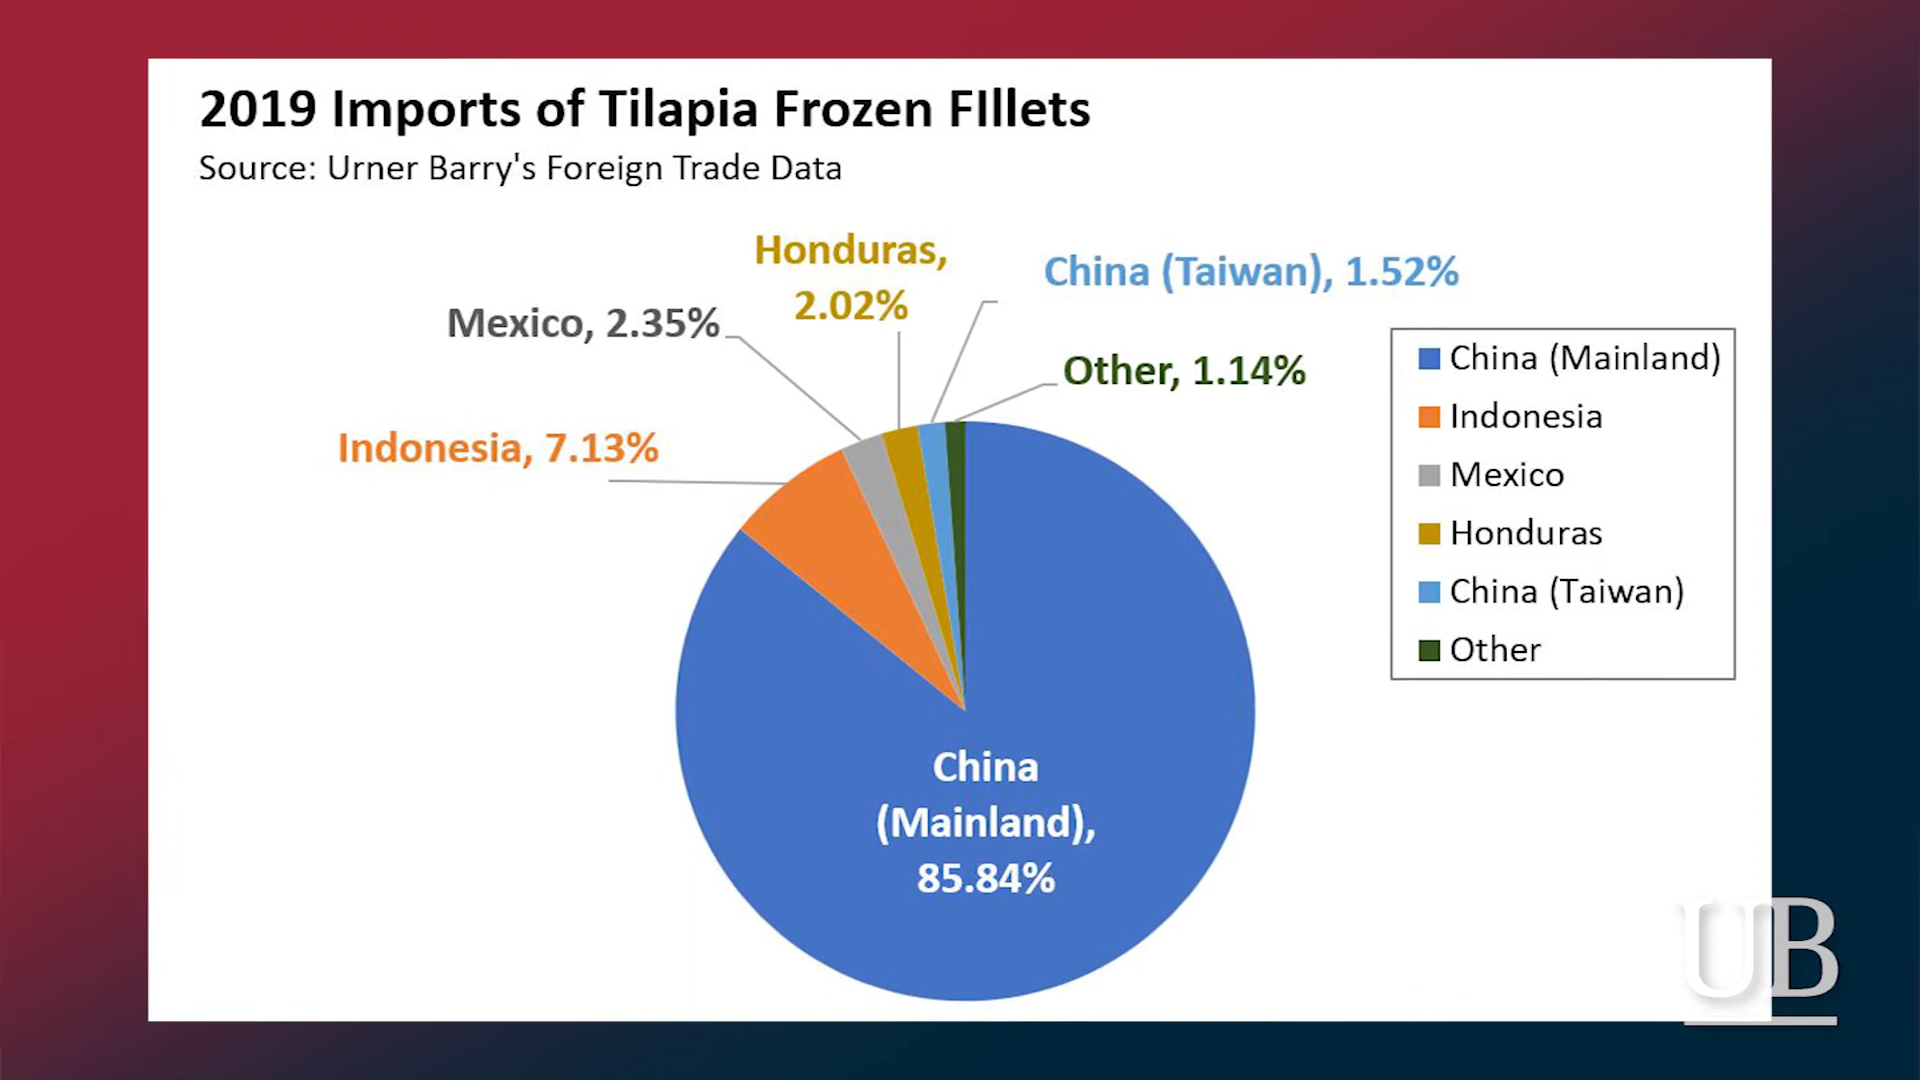 2019 Imports of Tilapia Frozen FIllets
Source: Urner Barry's Foreign Trade Data
Honduras,
2.02%
China (Taiwan), 1.52%
Mexico, 2.35%
Other, 1.14%
Indonesia, 7.13%
China (Mainland)
Indonesia
Mexico
Honduras
China (Taiwan)
Other
China
(Mainland),
85.84%
UB